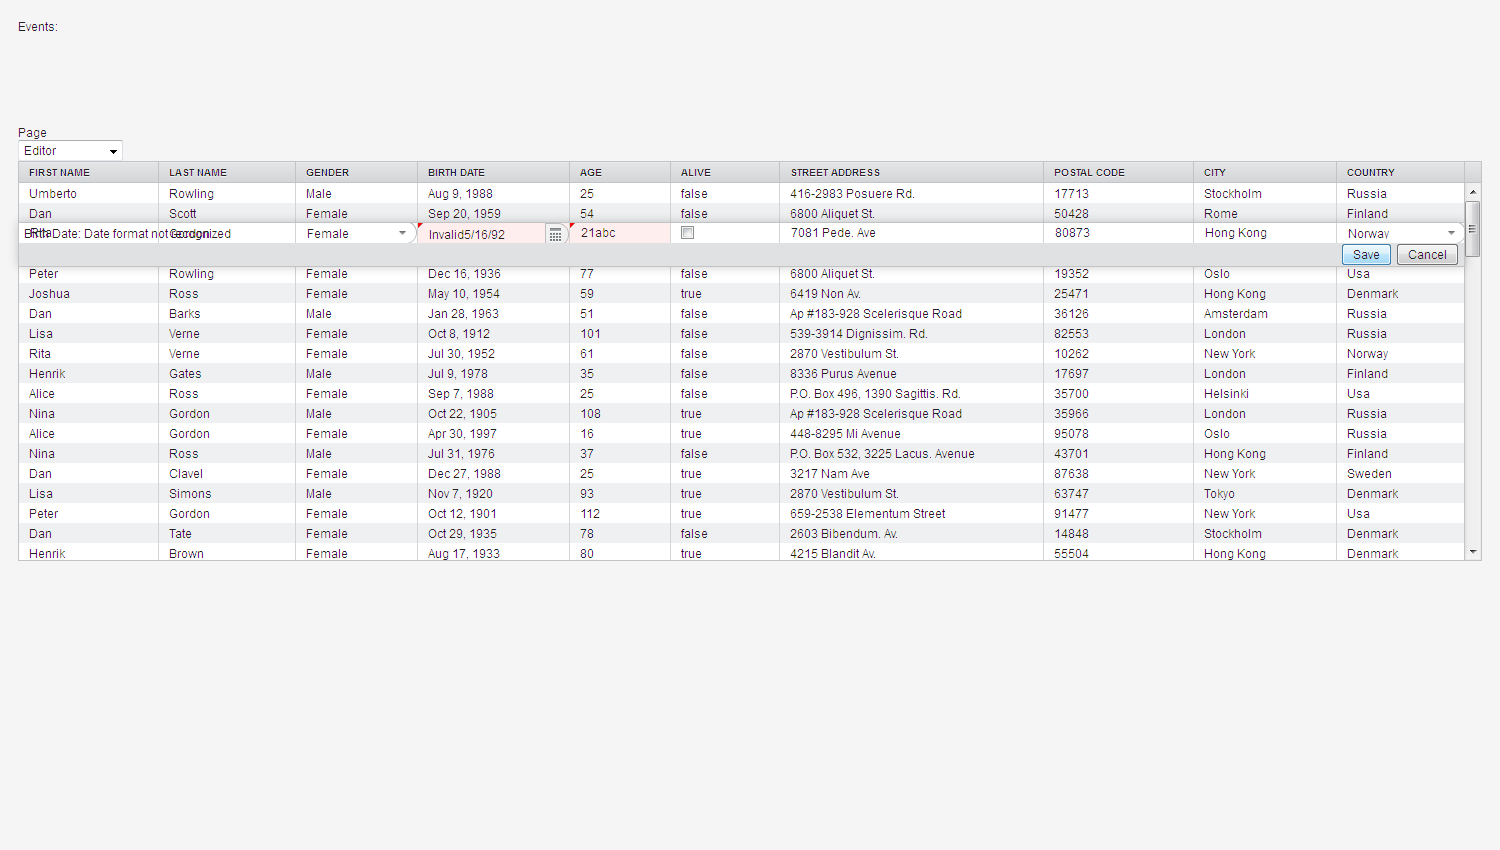 Events:
Page
Editor
FIRST NAME LAST NAME GENDER BIRTH DATE AGE ALIVE STREET ADDRESS POSTAL CODE CITY COUNTRY
Umberto Rowling Male Aug 9, 1988 25 false 416-2983 Posuere Rd. 17713 Stockholm Russia
Dan Scott Female Sep 20, 1959 54 false 6800 Aliquet St. 50428 Rome Finland
Rita Gordon Female Invalid5/16/92 21abc 7081 Pede. Ave 80873 Hong Kong Norway
Birth Date: Date format not recognized
Save Cancel
Peter Rowling Female Dec 16, 1936 77 false 6800 Aliquet St. 19352 Oslo Usa
Joshua Ross Female May 10, 1954 59 true 6419 Non Av. 25471 Hong Kong Denmark
Dan Barks Male Jan 28, 1963 51 false Ap #183-928 Scelerisque Road 36126 Amsterdam Russia
Lisa Verne Female Oct 8, 1912 101 false 539-3914 Dignissim. Rd. 82553 London Russia
Rita Verne Female Jul 30, 1952 61 false 2870 Vestibulum St. 10262 New York Norway
Henrik Gates Male Jul 9, 1978 35 false 8336 Purus Avenue 17697 London Finland
Alice Ross Female Sep 7, 1988 25 false P.O. Box 496, 1390 Sagittis. Rd. 35700 Helsinki Usa
Nina Gordon Male Oct 22, 1905 108 true Ap #183-928 Scelerisque Road 35966 London Russia
Alice Gordon Female Apr 30, 1997 16 true 448-8295 Mi Avenue 95078 Oslo Russia
Nina Ross Male Jul 31, 1976 37 false P.O. Box 532, 3225 Lacus. Avenue 43701 Hong Kong Finland
Dan Clavel Female Dec 27, 1988 25 true 3217 Nam Ave 87638 New York Sweden
Lisa Simons Male Nov 7, 1920 93 true 2870 Vestibulum St. 63747 Tokyo Denmark
Peter Gordon Female Oct 12, 1901 112 true 659-2538 Elementum Street 91477 New York Usa
Dan Tate Female Oct 29, 1935 78 false 2603 Bibendum. Av. 14848 Stockholm Denmark
Henrik Brown Female Aug 17, 1933 80 true 4215 Blandit Av. 55504 Hong Kong Denmark